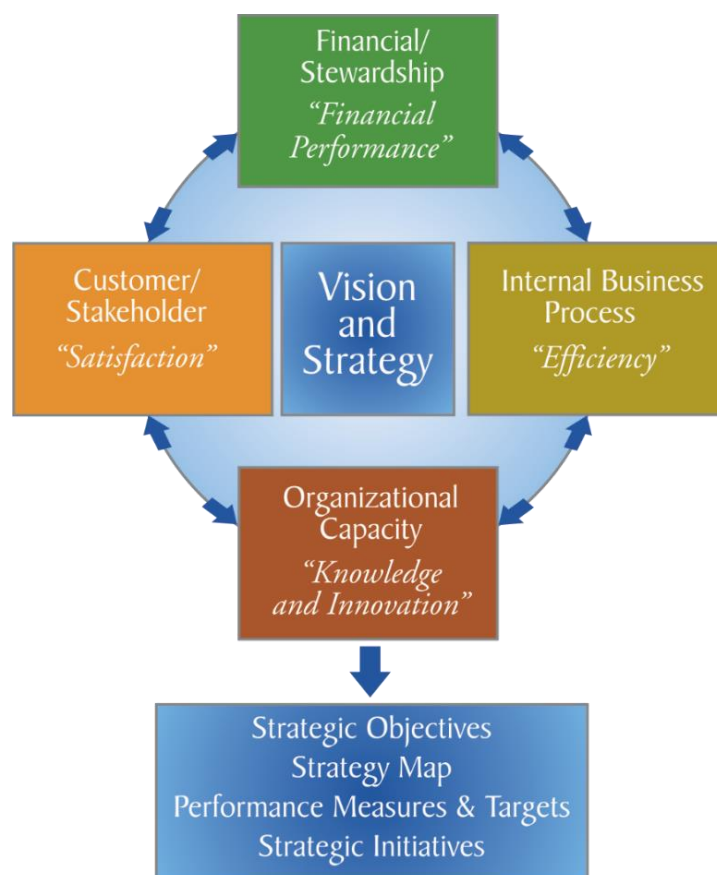 Financial/
Stewardship
“Financial
Performance”
Customer/
Stakeholder
“Satisfaction”
Vision
and
Strategy
Internal Business
Process
“Efficiency”
Organizational
Capacity
“Knowledge
and Innovation”
Strategic Objectives
Strategy Map
Performance Measures & Targets
Strategic Initiatives